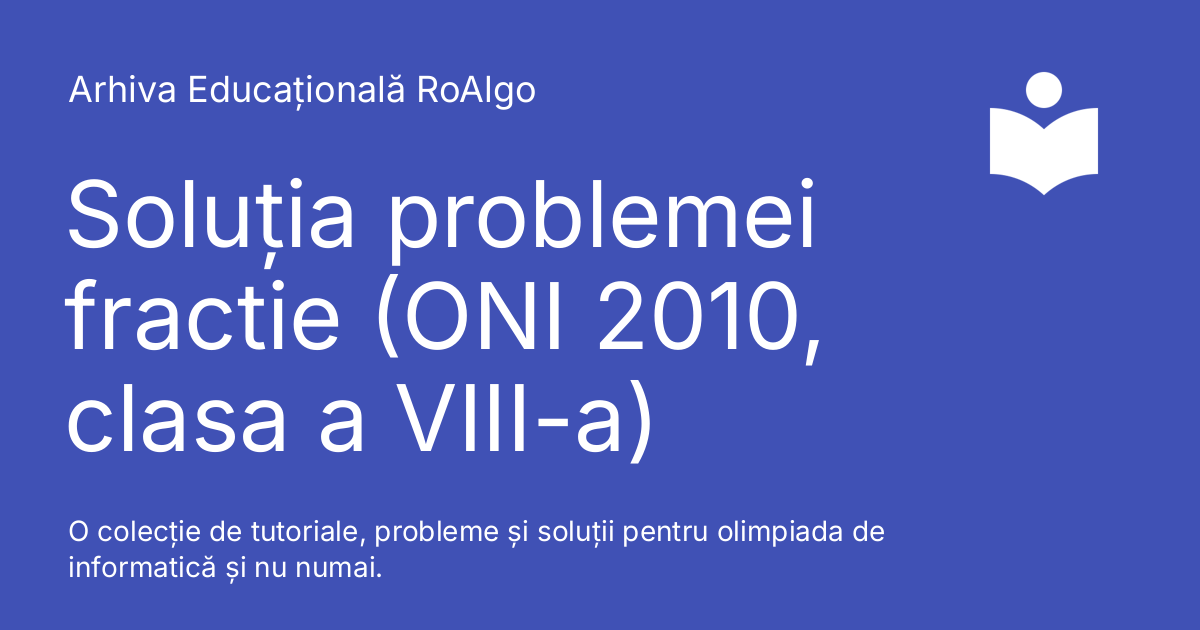 Arhiva Educațională RoAlgo
Soluția problemei
fractie (ONI 2010,
clasa a VIII-a)
O colecție de tutoriale, probleme și soluții pentru olimpiada de
informatică și nu numai.